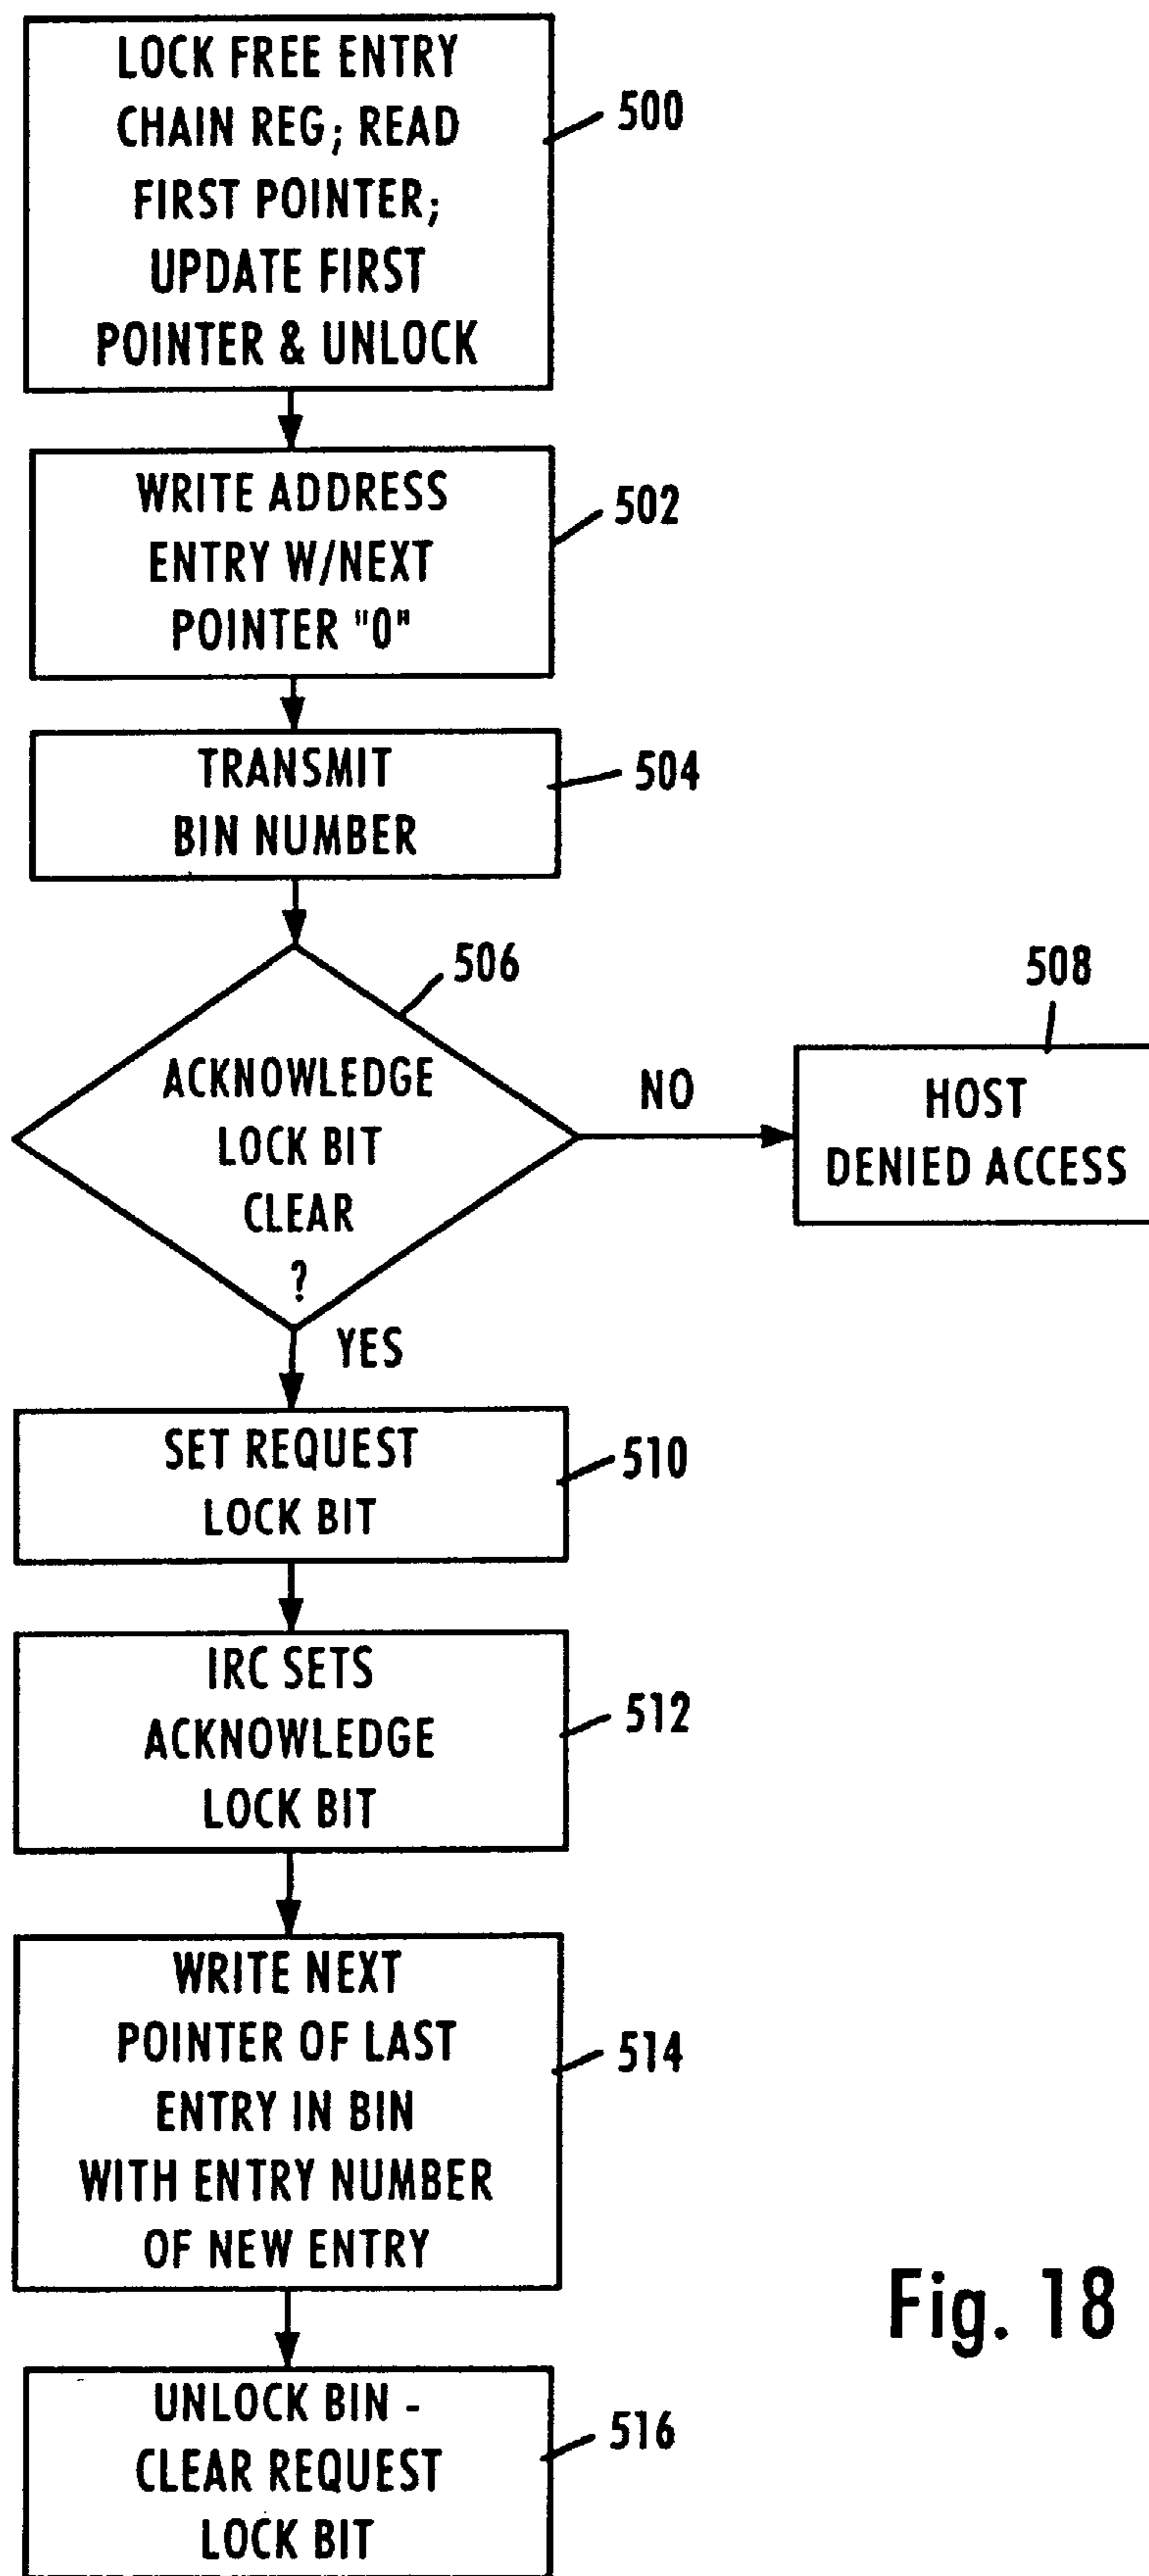 LOCK FREE ENTRY
CHAIN REG; READ
FIRST POINTER;
UPDATE FIRST
POINTER & UNLOCK
500
WRITE ADDRESS
ENTRY W/NEXT
POINTER "0"
502
TRANSMIT
BIN NUMBER
504
506
ACKNOWLEDGE
LOCK BIT
CLEAR
?
NO
508
HOST
DENIED ACCESS
YES
SET REQUEST
LOCK BIT
510
IRC SETS
ACKNOWLEDGE
LOCK BIT
512
WRITE NEXT
POINTER OF LAST
ENTRY IN BIN
WITH ENTRY NUMBER
OF NEW ENTRY
514
UNLOCK BIN -
CLEAR REQUEST
LOCK BIT
516
Fig. 18